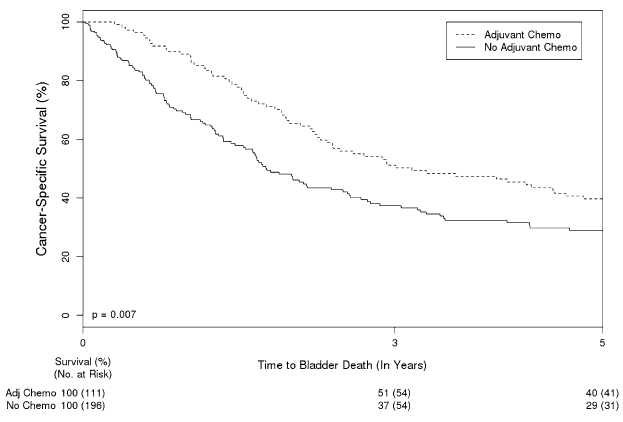 Cancer-Specific Survival (%)
100
80
60
40
20
0
Adjuvant Chemo
No Adjuvant Chemo
p = 0.007
0 3 5
Time to Bladder Death (In Years)
Survival (%)
(No. at Risk)
Adj Chemo 100 (111) 51 (54) 40 (41)
No Chemo 100 (196) 37 (54) 29 (31)